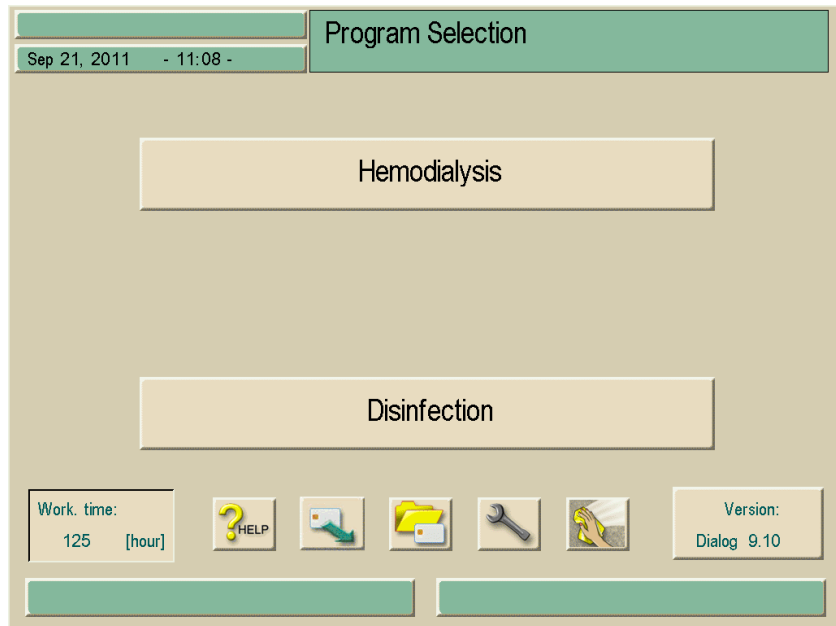 Program Selection
Sep 21, 2011 - 11:08 -
Hemodialysis
Disinfection
Work. time:
125 [hour]
HELP
Version:
Dialog 9.10